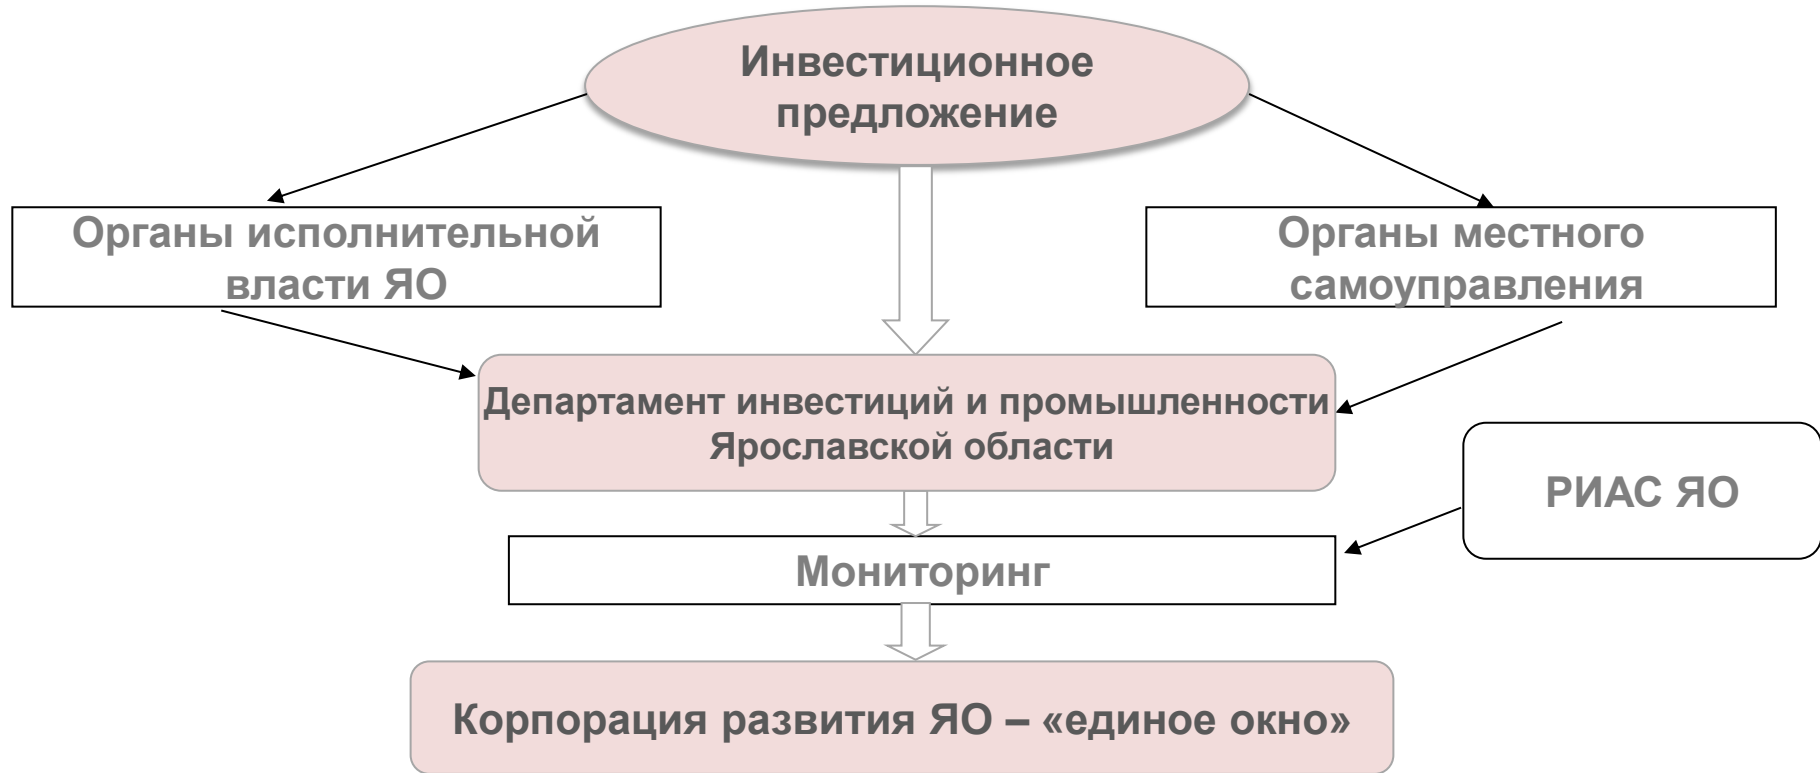 Инвестиционное
предложение
Органы исполнительной
власти ЯО
Органы местного
самоуправления
Департамент инвестиций и промышленности
Ярославской области
РИАС ЯО
Мониторинг
Корпорация развития ЯО – «единое окно»